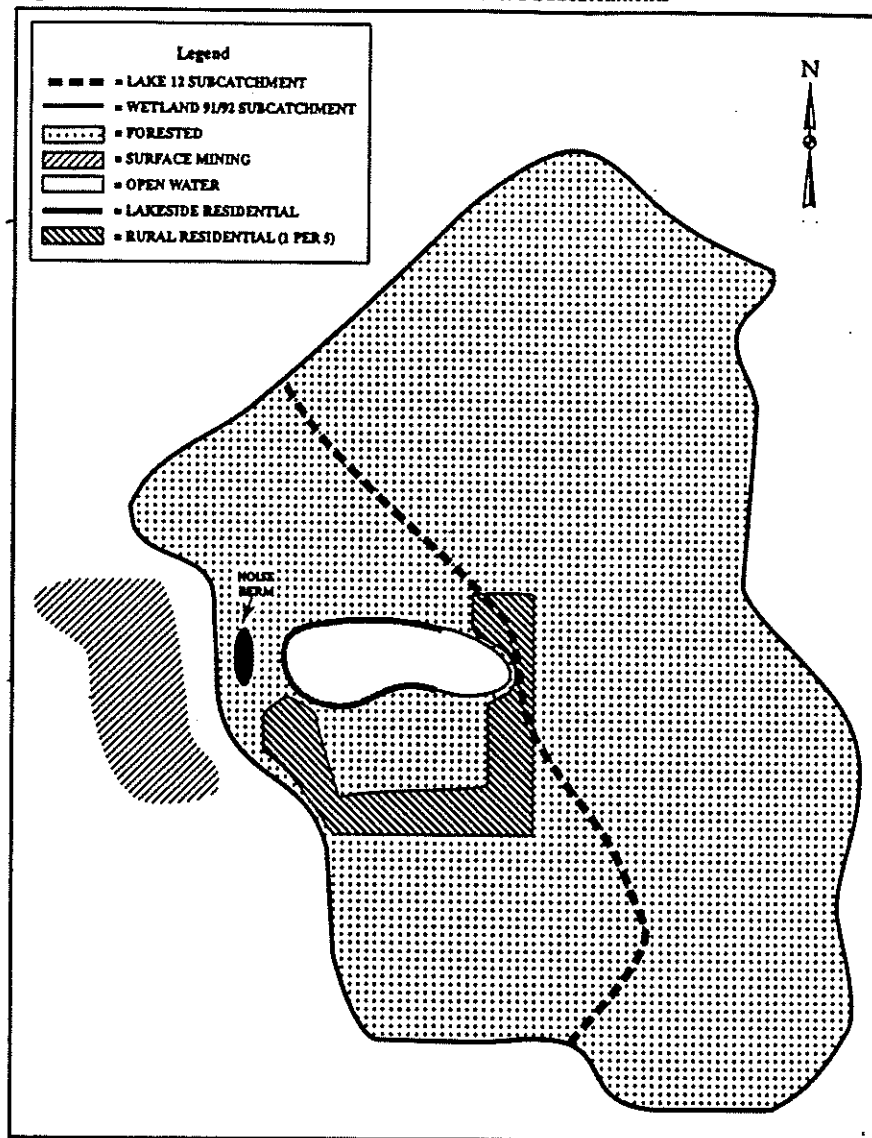 Legend
= LAKE 12 SUBCATCHMENT
= WETLAND 91/92 SUBCATCHMENT
= FORESTED
= SURFACE MINING
= OPEN WATER
= LAKESIDE RESIDENTIAL
= RURAL RESIDENTIAL (1 PER 5)
N
NOISE
BERM